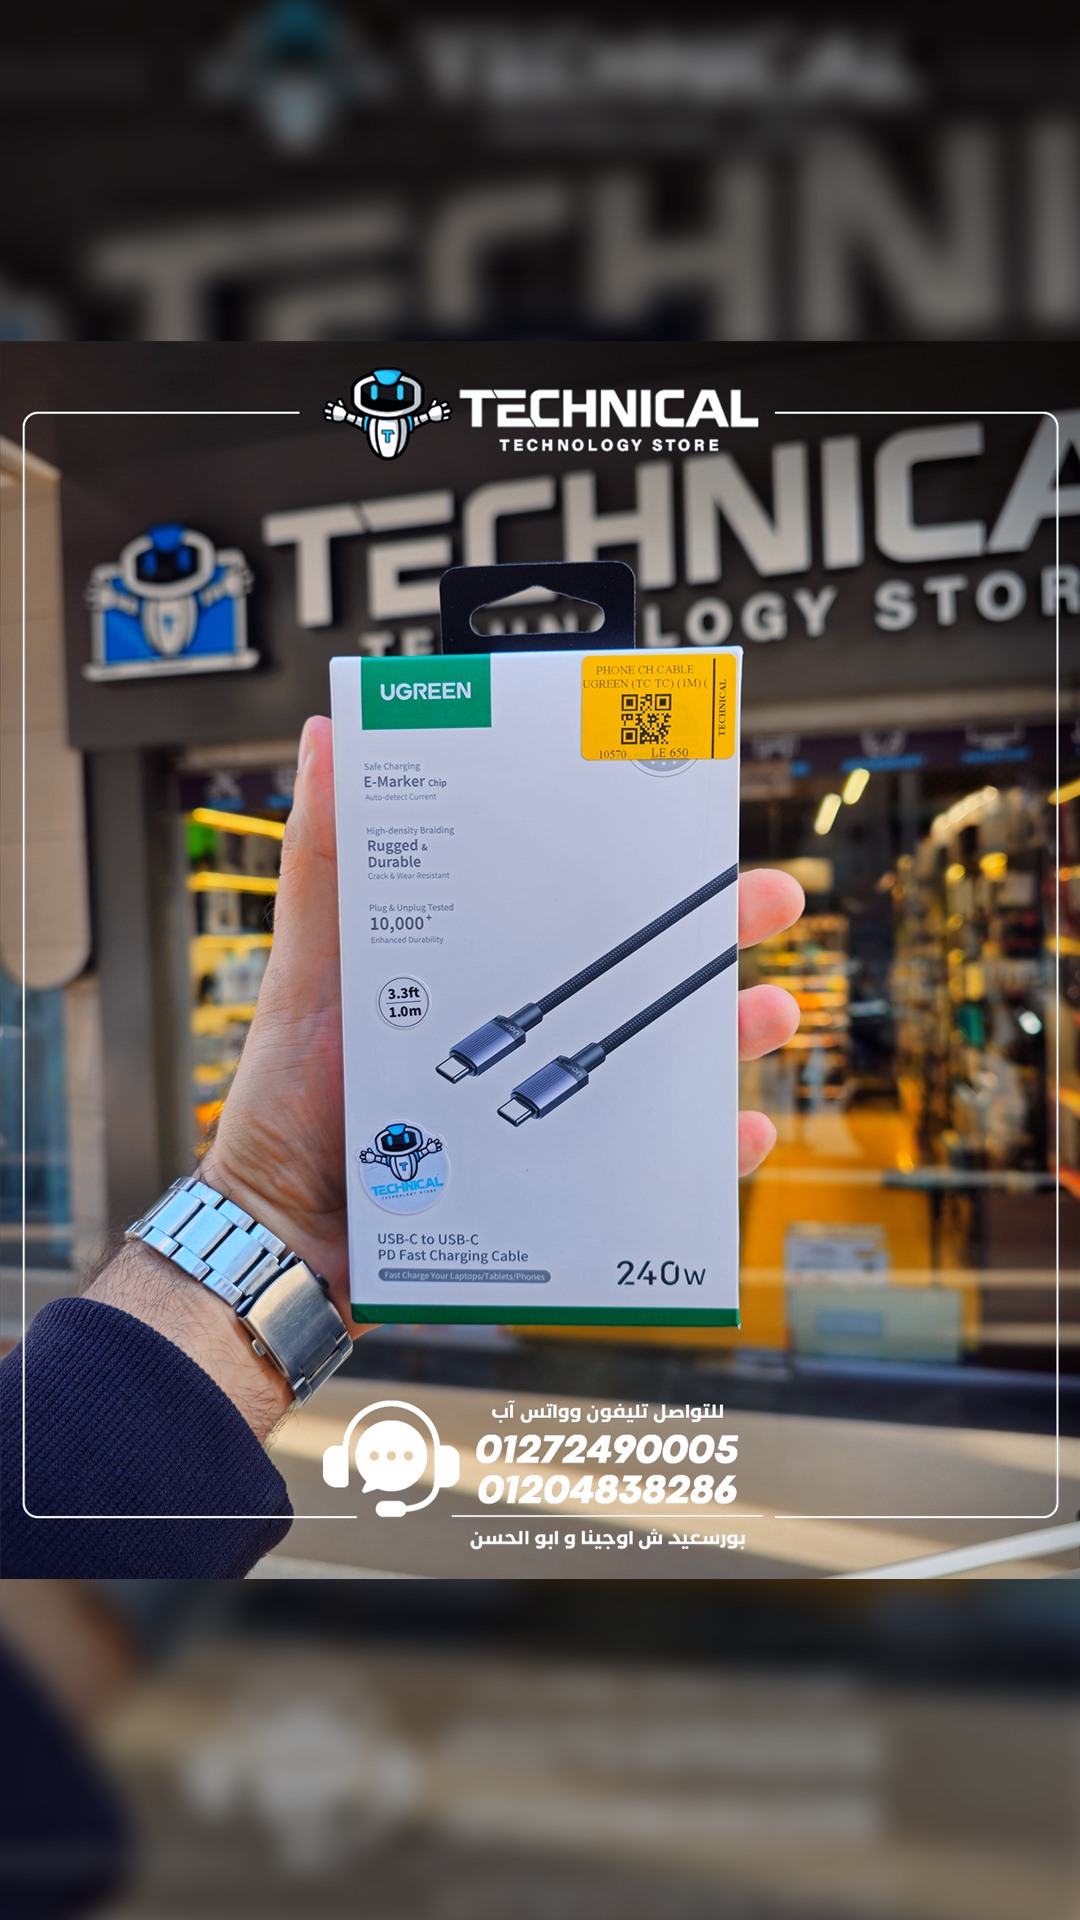 TECHNICAL
TECHNOLOGY STORE
TECHNICA
LOGY STOR
UGREEN
PHONE CH CABLE
UGREEN (TC TC) (1M) (
TECHNICAL
10570 LE 650
Safe Charging
E-Marker Chip
Auto-detect Current
High-density Braiding
Rugged &
Durable
Crack & Wear Resistant
Plug & Unplug Tested
10,000+
Enhanced Durability
3.3ft
1.0m
T
TECHNICAL
TECHNOLOGY STORE
USB-C to USB-C
PD Fast Charging Cable
Fast Charge Your Laptops/Tablets/Phones
240W
للتواصل تليفون وواتس آب
01272490005
01204838286
بورسعيد ش اوجينا و ابو الحسن